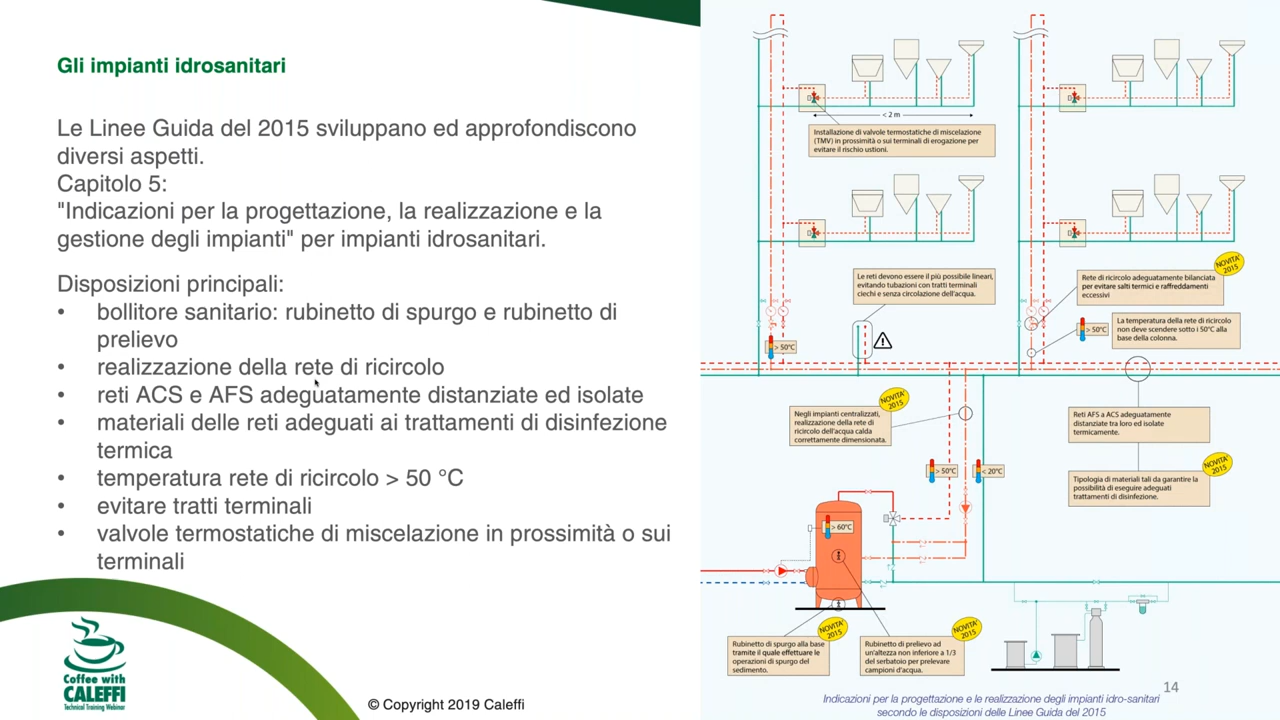 Gli impianti idrosanitari
Le Linee Guida del 2015 sviluppano ed approfondiscono
diversi aspetti.
Capitolo 5:
"Indicazioni per la progettazione, la realizzazione e la
gestione degli impianti" per impianti idrosanitari.
Disposizioni principali:
• bollitore sanitario: rubinetto di spurgo e rubinetto di
prelievo
• realizzazione della rete di ricircolo
• reti ACS e AFS adeguatamente distanziate ed isolate
• materiali delle reti adeguati ai trattamenti di disinfezione
termica
• temperatura rete di ricircolo > 50 °C
• evitare tratti terminali
• valvole termostatiche di miscelazione in prossimità o sui
terminali
Coffee with
CALEFFI
Technical Training Webinar
© Copyright 2019 Caleffi
< 2 m
Installazione di valvole termostatiche di miscelazione
(TMV) in prossimità o sui terminali di erogazione per
evitare il rischio ustioni.
Le reti devono essere il più possibile lineari,
evitando tubazioni con tratti terminali
ciechi e senza circolazione dell'acqua.
NOVITA'
2015
Rete di ricircolo adeguatamente bilanciata
per evitare salti termici e raffreddamenti
eccessivi
> 50°C
La temperatura della rete di ricircolo
non deve scendere sotto i 50°C alla
base della colonna.
> 50°C
NOVITA'
2015
Negli impianti centralizzati,
realizzazione della rete di
ricircolo dell'acqua calda
correttamente dimensionata.
Reti AFS a ACS adeguatamente
distanziate tra loro ed isolate
termicamente.
NOVITA'
2015
Tipologia di materiali tali da garantire la
possibilità di eseguire adeguati
trattamenti di disinfezione.
> 50°C
< 20°C
> 60°C
NOVITA'
2015
Rubinetto di spurgo alla base
tramite il quale effettuare le
operazioni di spurgo del
sedimento.
NOVITA'
2015
Rubinetto di prelievo ad
un'altezza non inferiore a 1/3
del serbatoio per prelevare
campioni d'acqua.
14
Indicazioni per la progettazione e le realizzazione degli impianti idro-sanitari
secondo le disposizioni delle Linee Guida del 2015